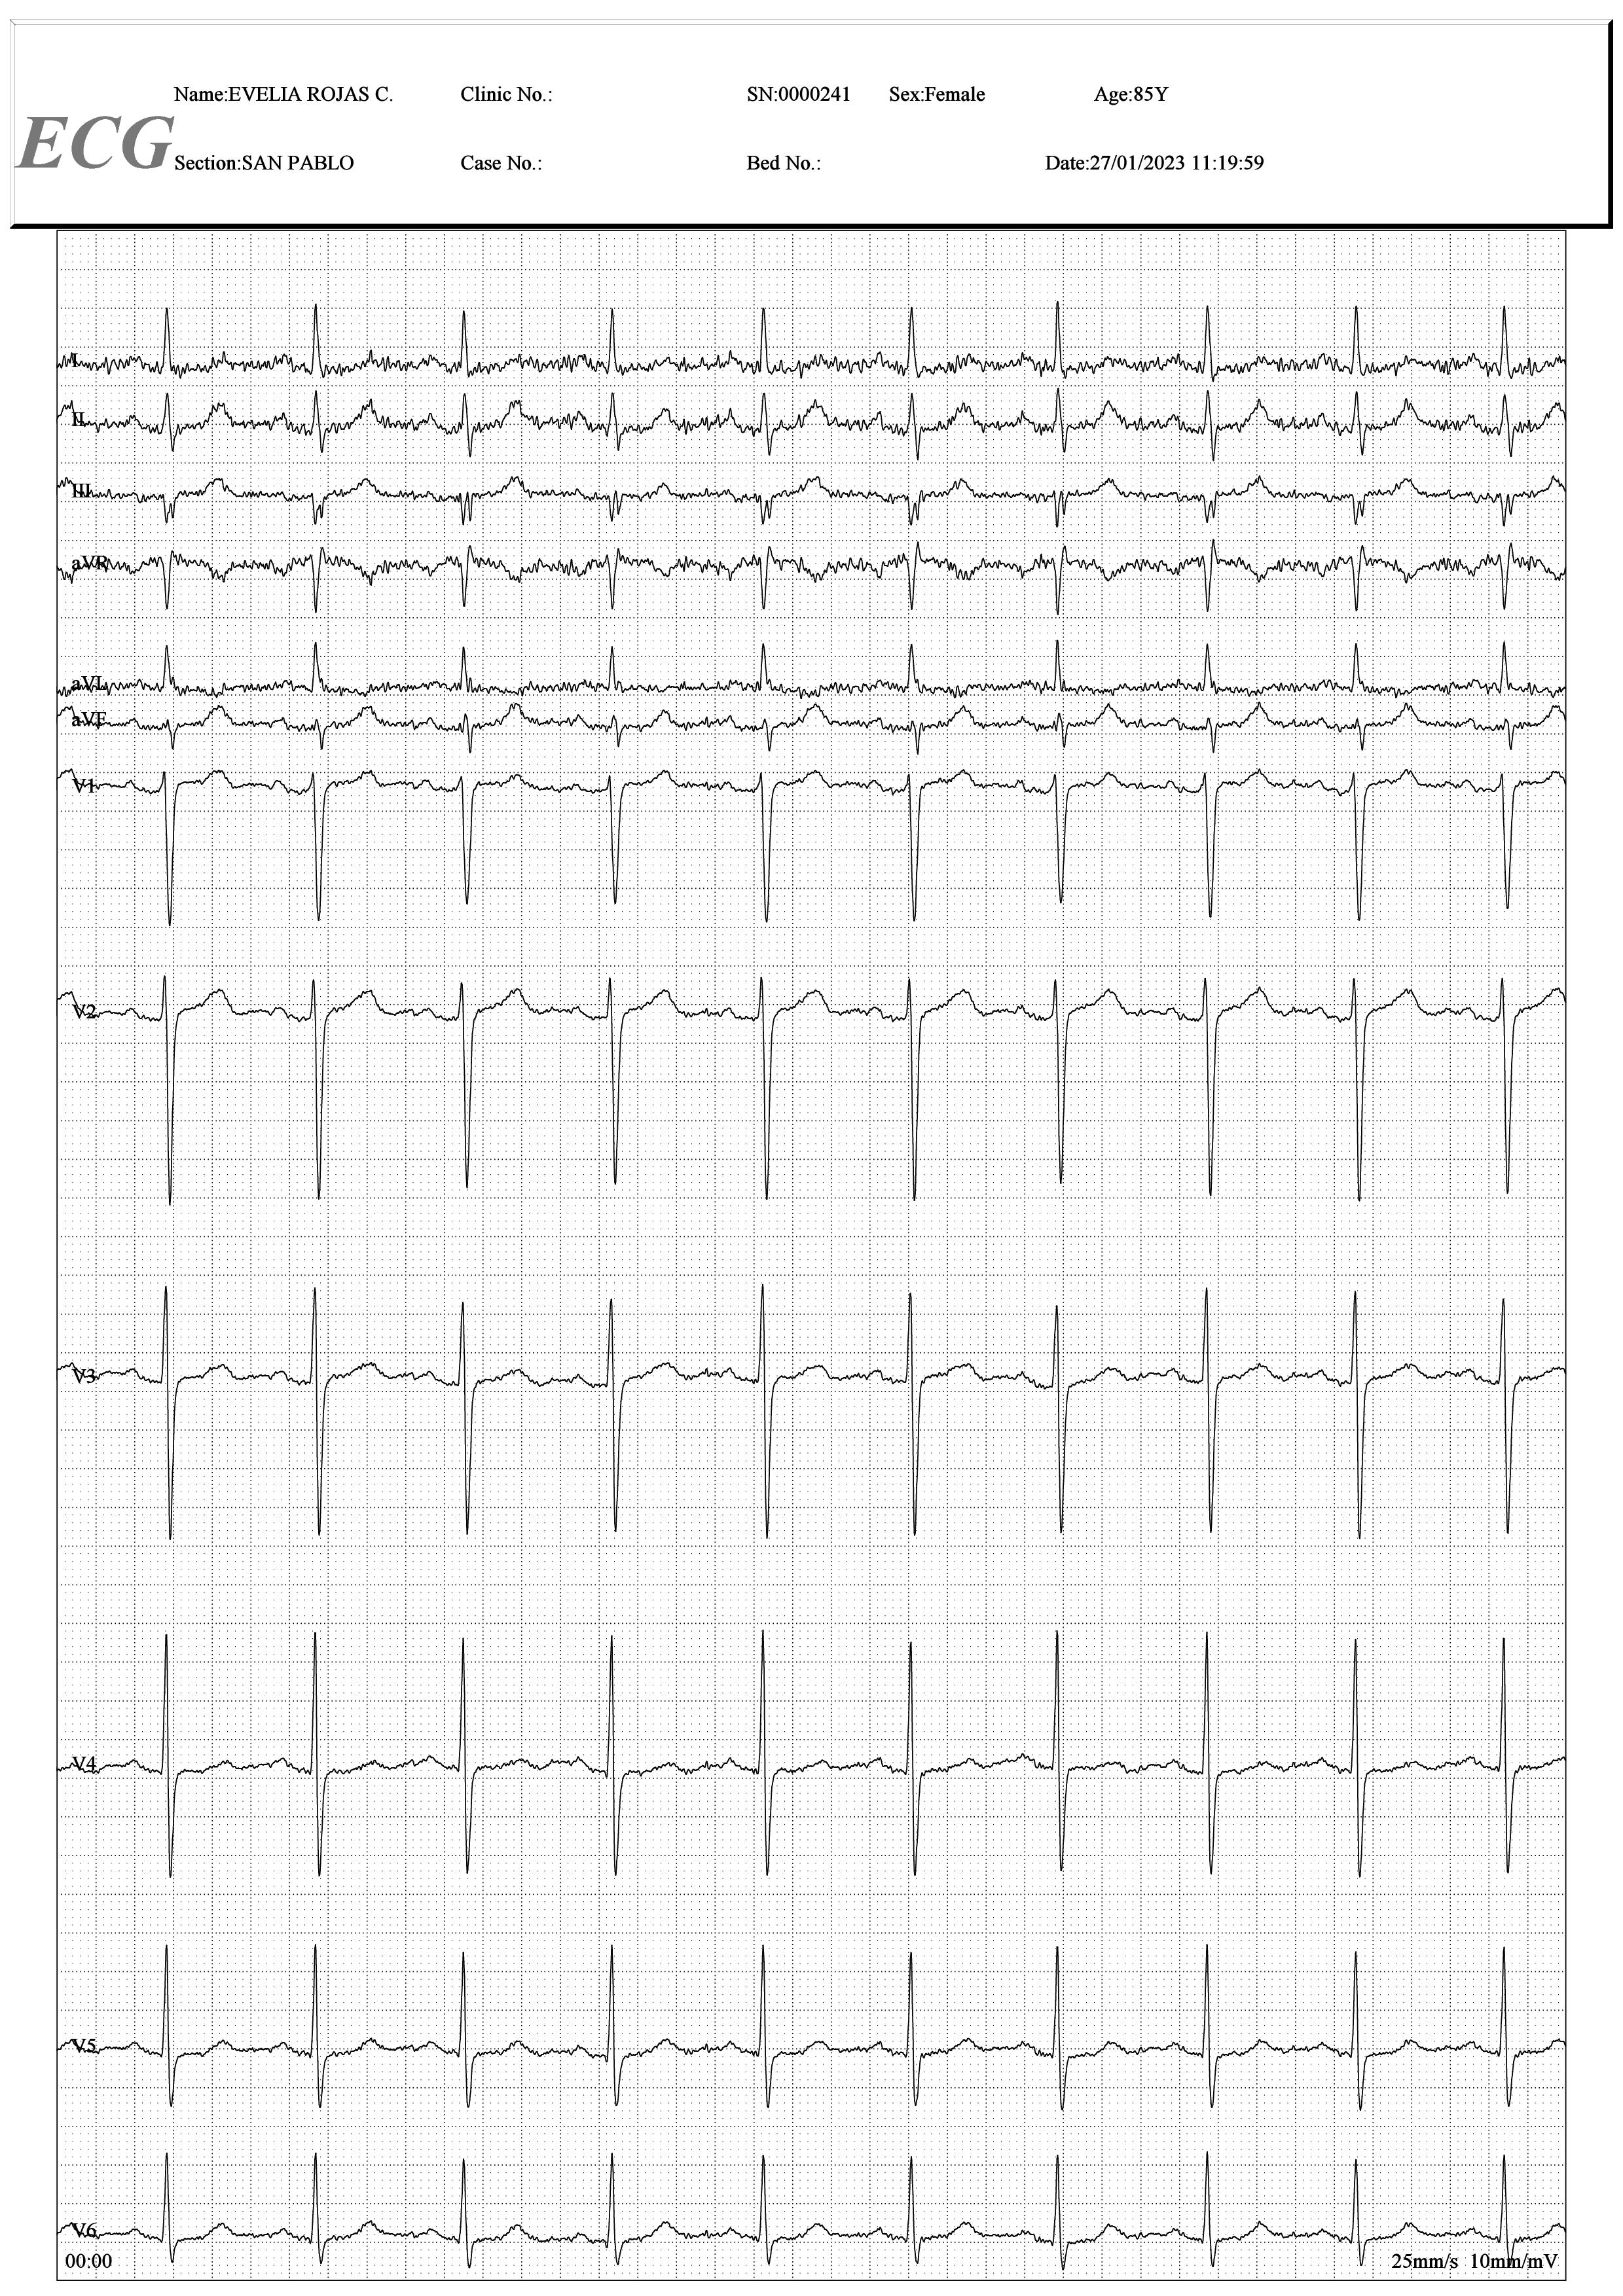 Name:EVELIA ROJAS C. Clinic No.: SN:0000241 Sex:Female Age:85Y
ECG
Section:SAN PABLO Case No.: Bed No.: Date:27/01/2023 11:19:59
I
II
III
aVR
aVL
aVF
V1
V2
V3
V4
V5
V6
00:00 25mm/s 10mm/mV